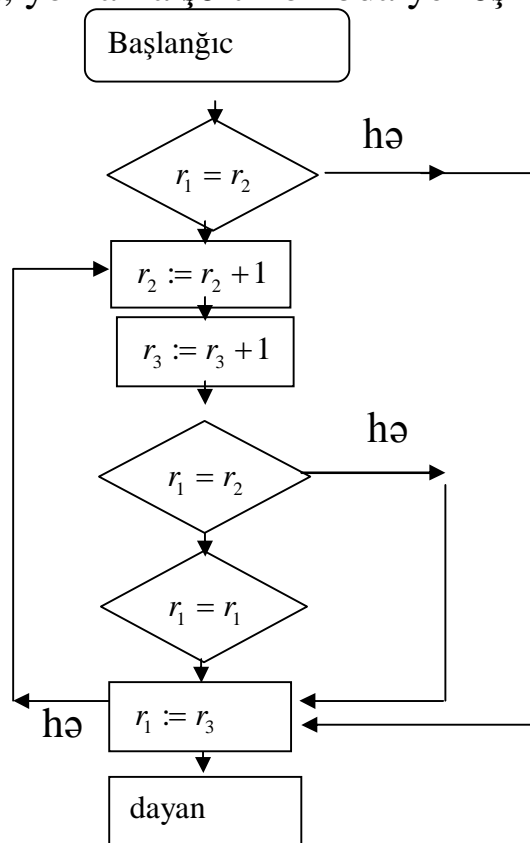 Başlanğıc
hə
r₁ = r₂
r₂ := r₂ + 1
r₃ := r₃ + 1
hə
r₁ = r₂
r₁ = r₁
hə
r₁ := r₃
dayan